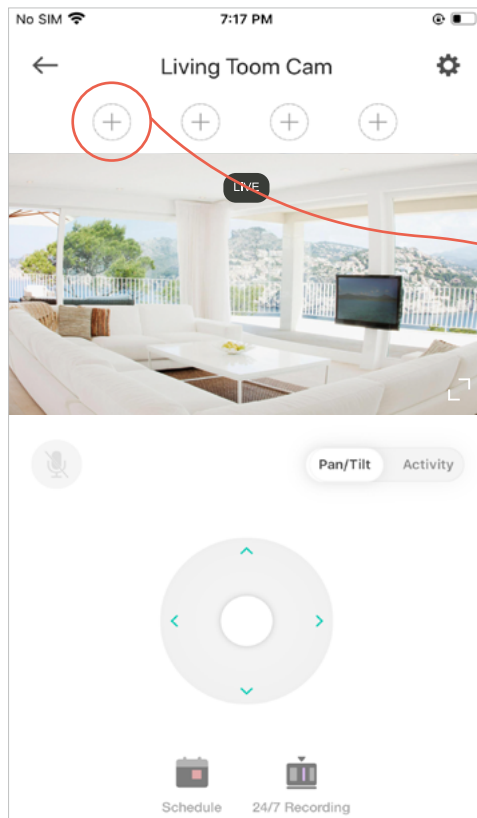 No SIM 7:17 PM
Living Toom Cam
LIVE
Pan/Tilt Activity
Schedule 24/7 Recording